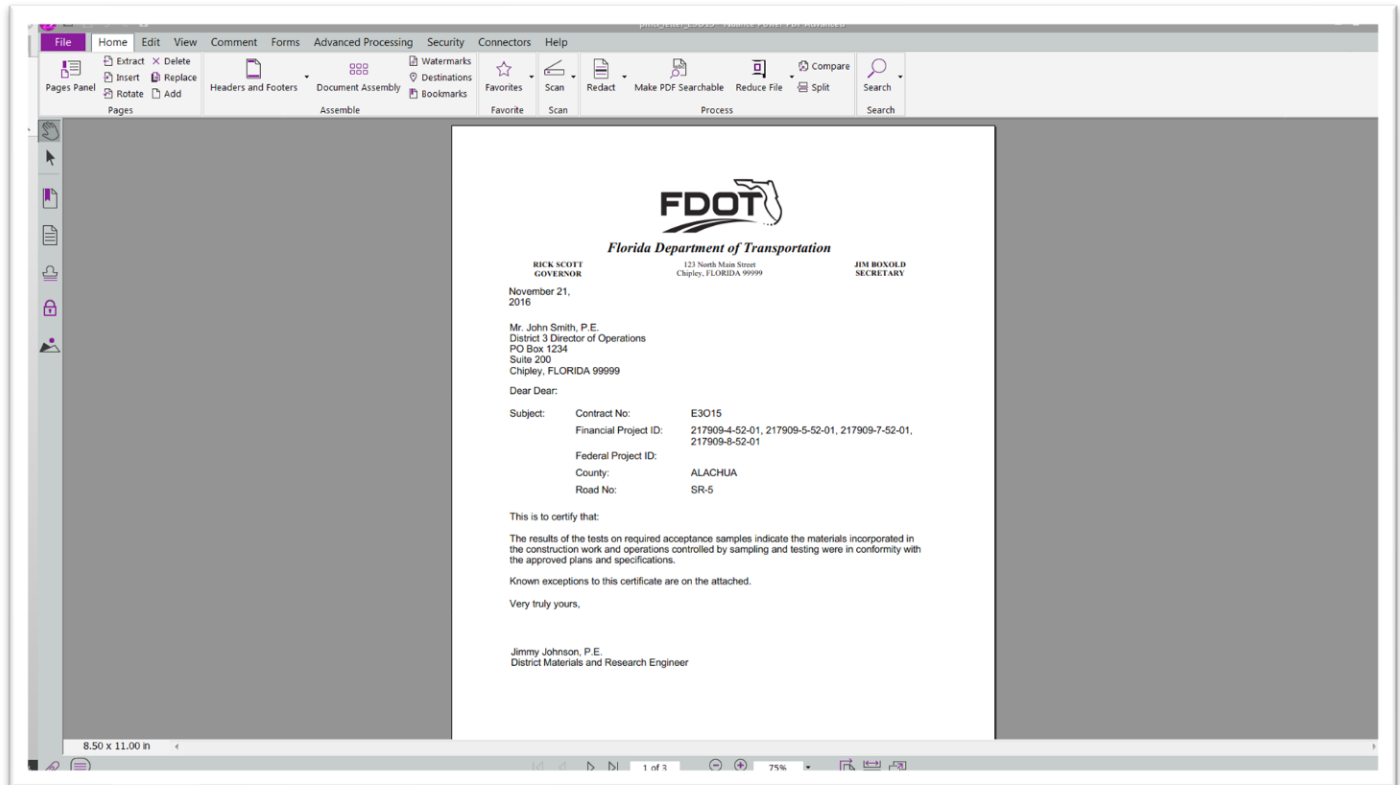 File Home Edit View Comment Forms Advanced Processing Security Connectors Help
Pages Panel
Extract Delete
Insert Replace
Rotate Add
Pages
Headers and Footers
Document Assembly
Watermarks
Destinations
Bookmarks
Assemble
Favorites
Favorite
Scan
Scan
Redact
Make PDF Searchable
Reduce File
Compare
Split
Process
Search
Search
FDOT
Florida Department of Transportation
RICK SCOTT
GOVERNOR
123 North Main Street
Chipley, FLORIDA 99999
JIM BOXOLD
SECRETARY
November 21,
2016
Mr. John Smith, P.E.
District 3 Director of Operations
PO Box 1234
Suite 200
Chipley, FLORIDA 99999
Dear Dear:
Subject: Contract No: E3O15
Financial Project ID: 217909-4-52-01, 217909-5-52-01, 217909-7-52-01,
217909-8-52-01
Federal Project ID:
County: ALACHUA
Road No: SR-5
This is to certify that:
The results of the tests on required acceptance samples indicate the materials incorporated in
the construction work and operations controlled by sampling and testing were in conformity with
the approved plans and specifications.
Known exceptions to this certificate are on the attached.
Very truly yours,
Jimmy Johnson, P.E.
District Materials and Research Engineer
8.50 x 11.00 in
1 of 3
75%